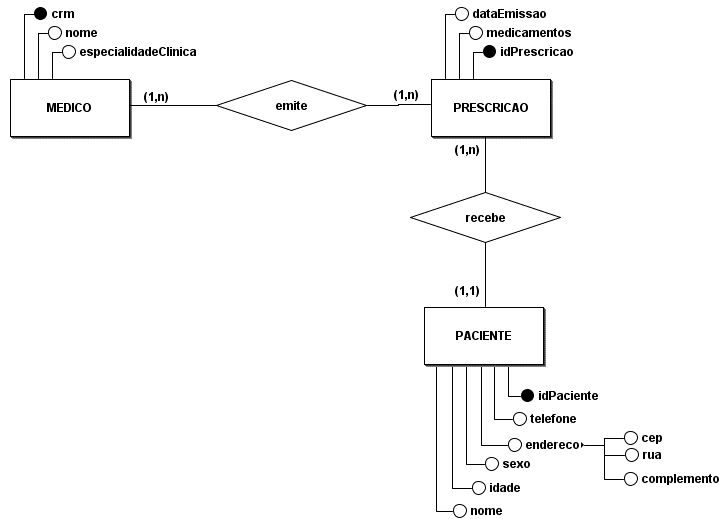 crm
nome
especialidadeClinica
MEDICO
(1,n)
emite
(1,n)
dataEmissao
medicamentos
idPrescricao
PRESCRICAO
(1,n)
recebe
(1,1)
PACIENTE
idPaciente
telefone
endereco
cep
rua
complemento
sexo
idade
nome